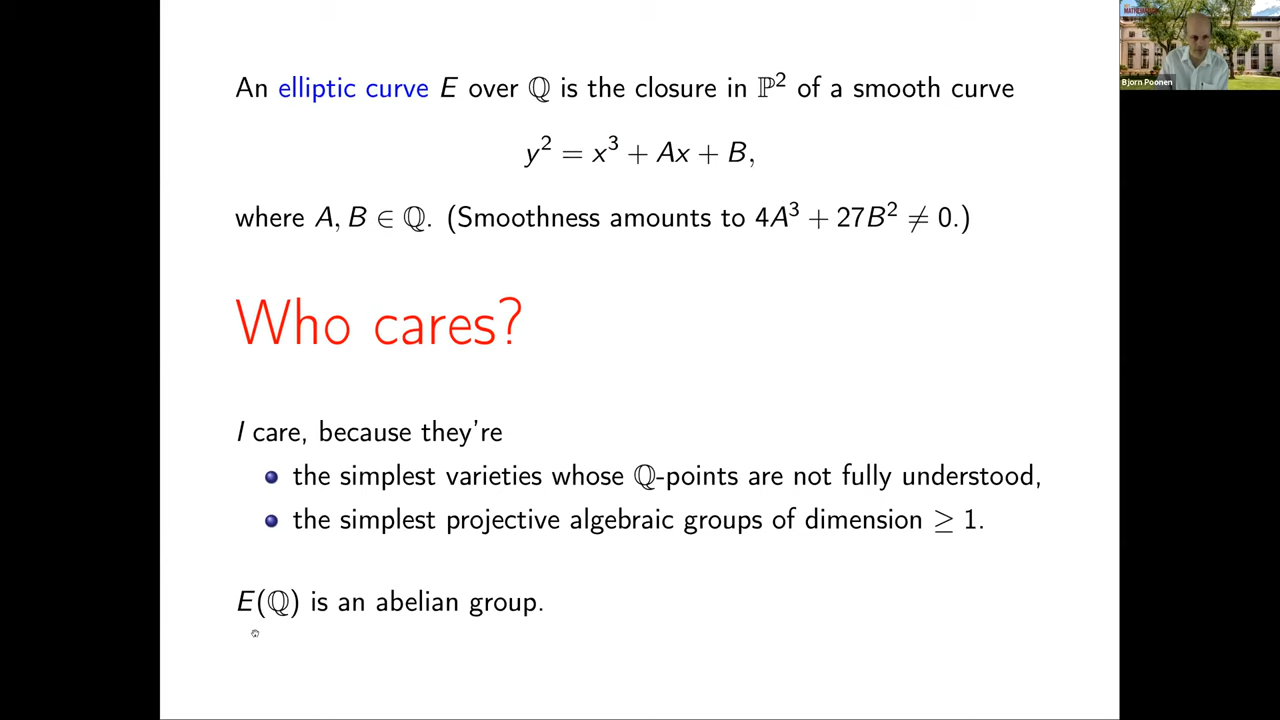 An elliptic curve E over ℚ is the closure in ℙ² of a smooth curve
y² = x³ + Ax + B,
where A, B ∈ ℚ. (Smoothness amounts to 4A³ + 27B² ≠ 0.)
Who cares?
I care, because they're
the simplest varieties whose ℚ-points are not fully understood,
the simplest projective algebraic groups of dimension ≥ 1.
E(ℚ) is an abelian group.
MATHEMA
Bjorn Poonen